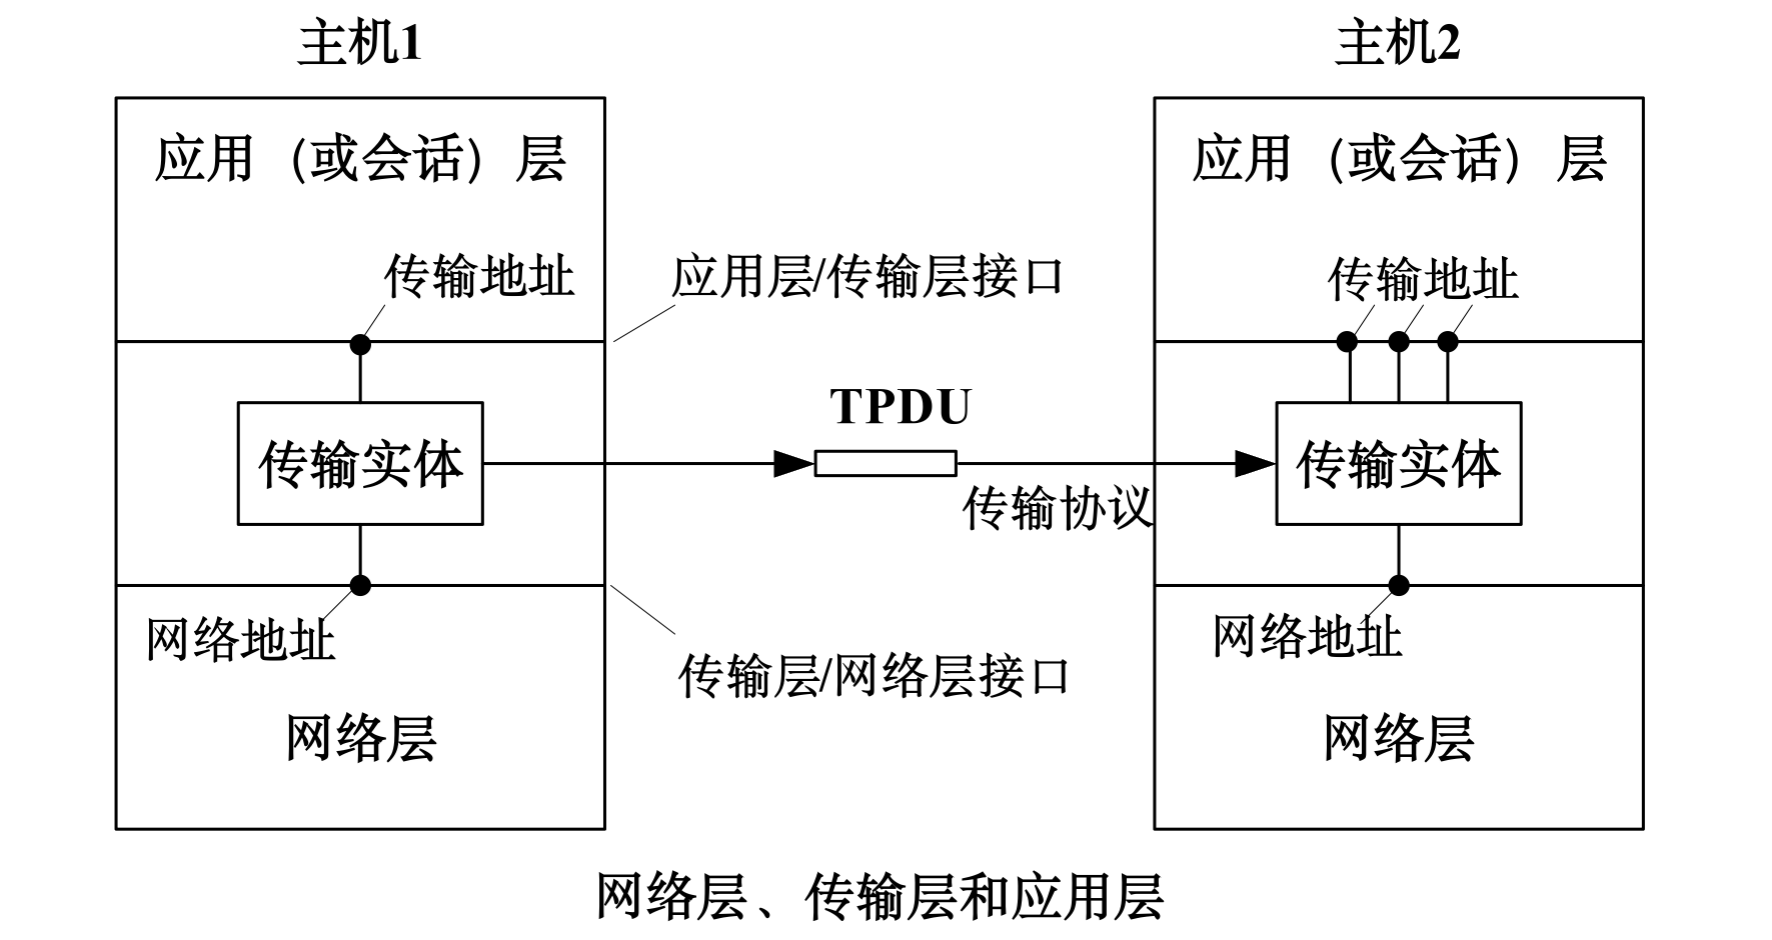 主机1
主机2
应用（或会话）层
应用（或会话）层
传输地址
应用层/传输层接口
传输地址
TPDU
传输实体
传输实体
传输协议
网络地址
网络地址
传输层/网络层接口
网络层
网络层
网络层、传输层和应用层